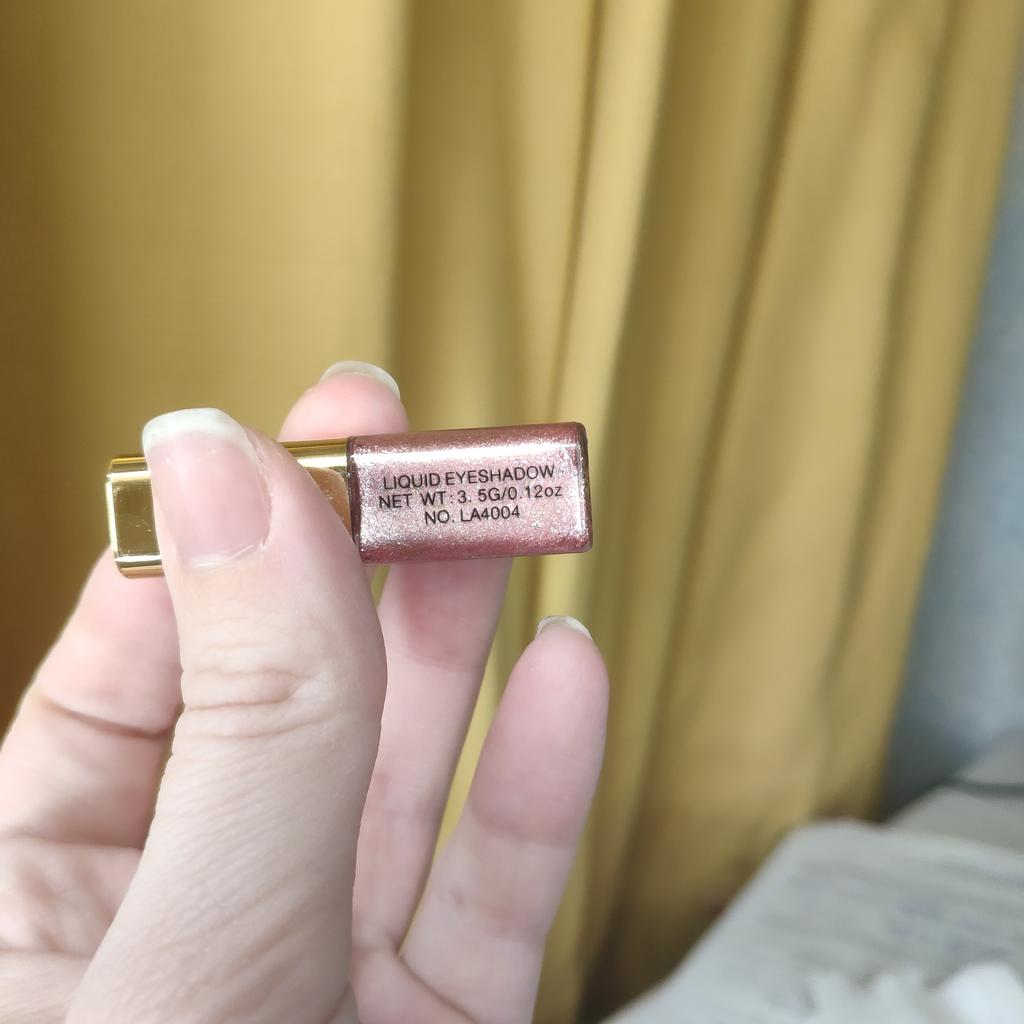 LIQUID EYESHADOW
NET WT: 3. 5G/0.12oz
NO. LA4004